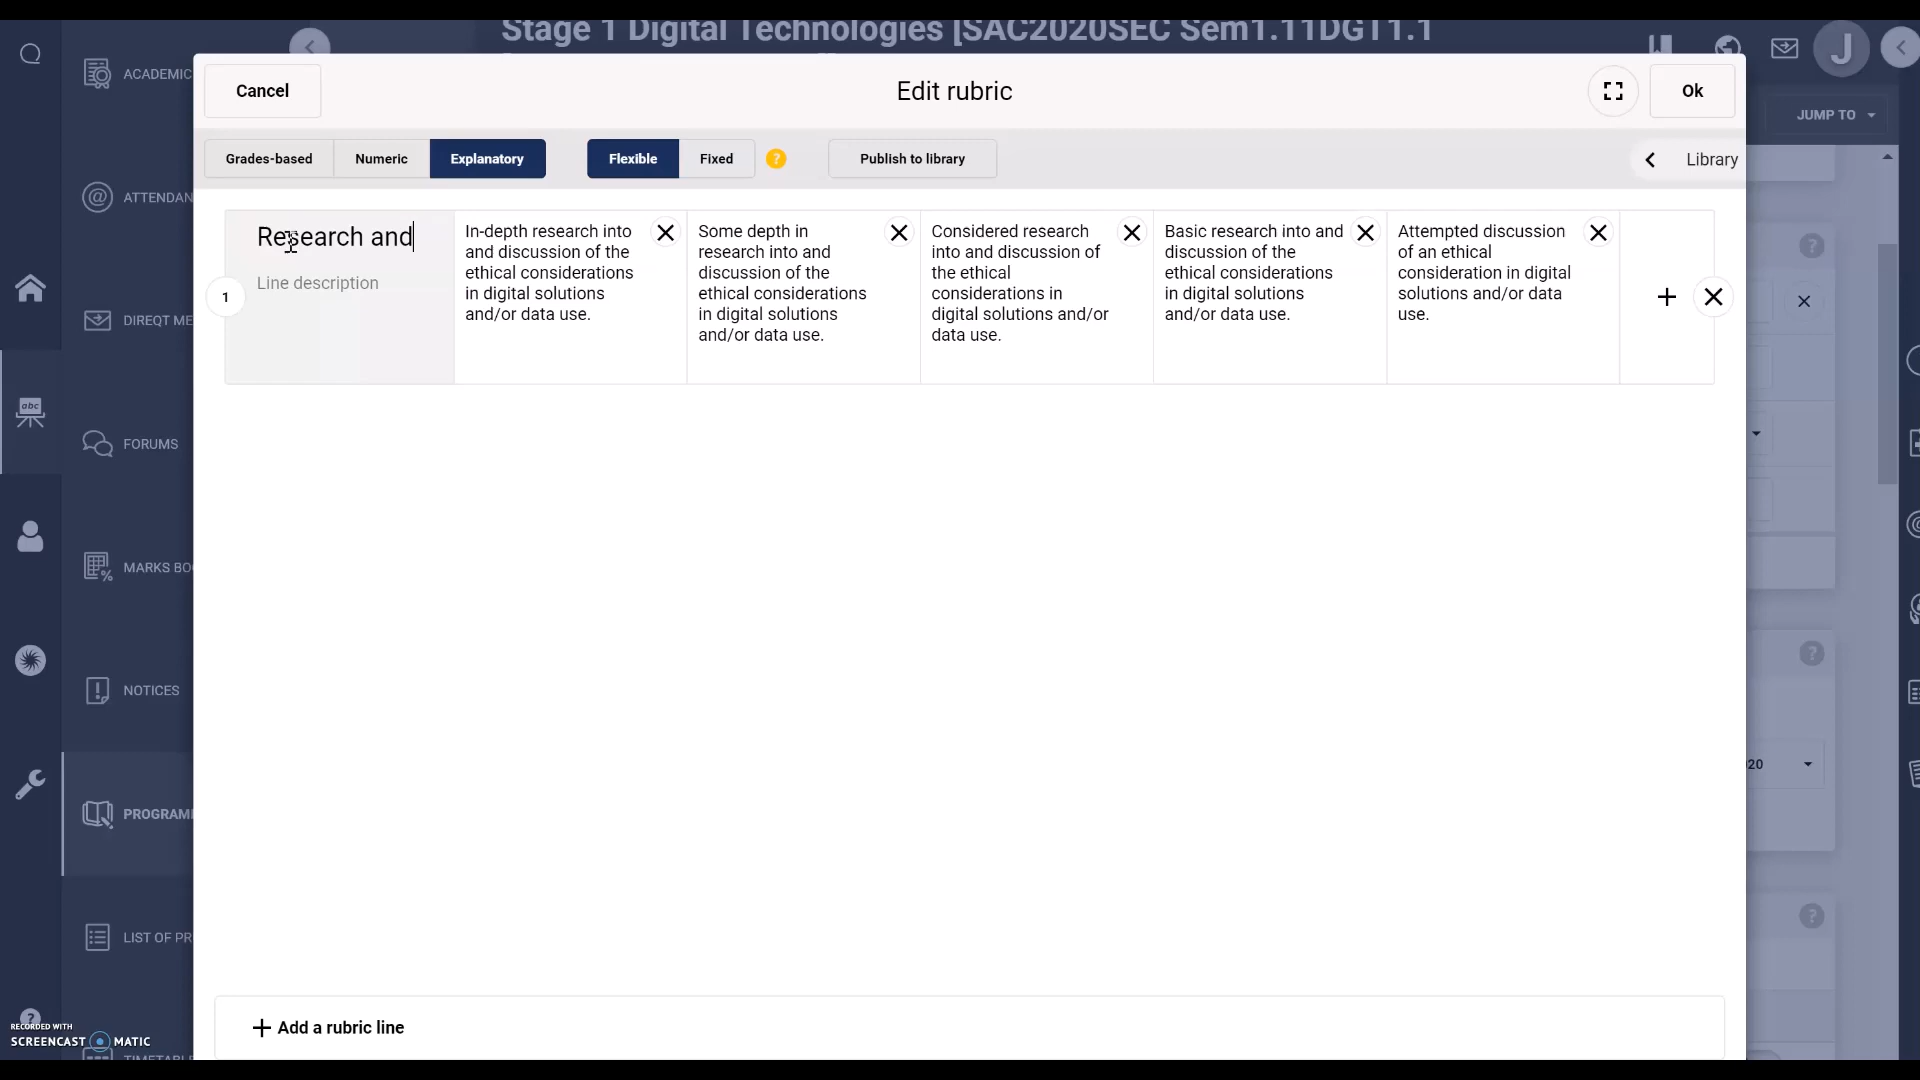 Stage 1 Digital Technologies [SAC2020SEC Sem1.11DGT1.1
J
JUMP TO
ACADEMIC
@ ATTENDAN
DIREQT ME
abc
FORUMS
MARKS BO
NOTICES
PROGRAM
LIST OF PR
?
Cancel
Edit rubric
Ok
Grades-based
Numeric
Explanatory
Flexible
Fixed
?
Publish to library
Library
1
Research and
Line description
In-depth research into
and discussion of the
ethical considerations
in digital solutions
and/or data use.
Some depth in
research into and
discussion of the
ethical considerations
in digital solutions
and/or data use.
Considered research
into and discussion of
the ethical
considerations in
digital solutions and/or
data use.
Basic research into and
discussion of the
ethical considerations
in digital solutions
and/or data use.
Attempted discussion
of an ethical
consideration in digital
solutions and/or data
use.
+ Add a rubric line
?
?
20
?
RECORDED WITH
SCREENCAST MATIC